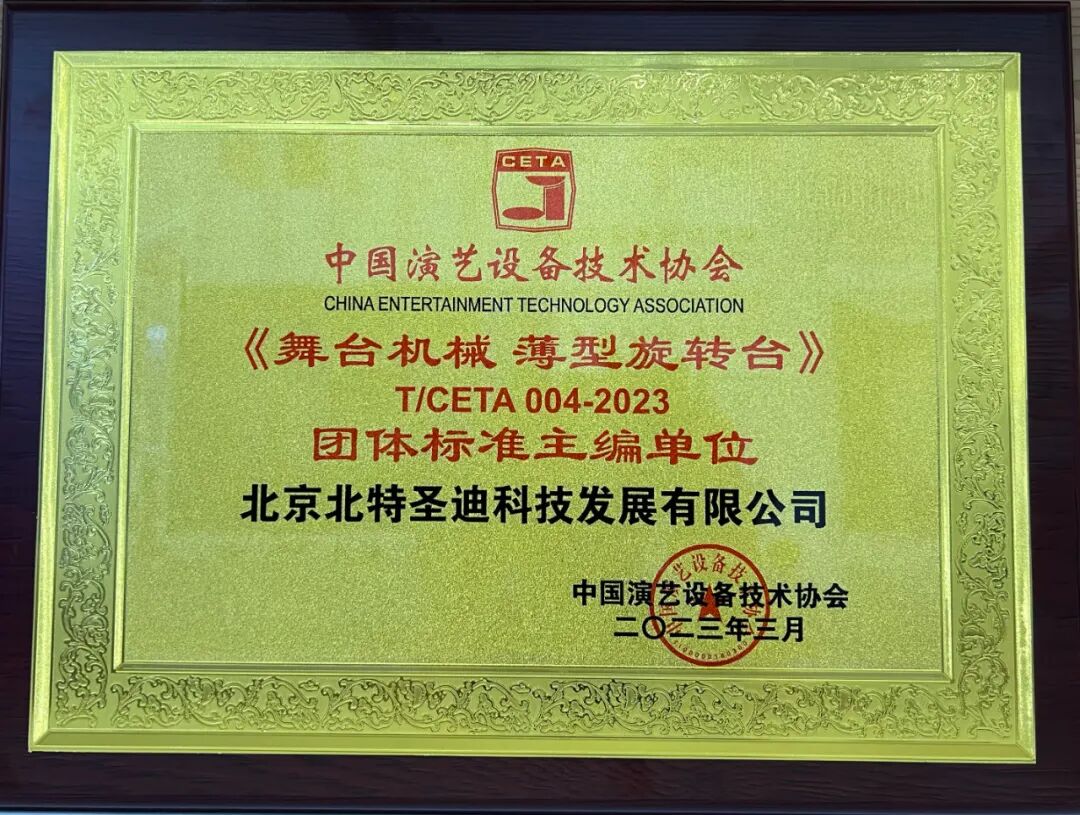 CETA
中国演艺设备技术协会
CHINA ENTERTAINMENT TECHNOLOGY ASSOCIATION
《舞台机械 薄型旋转台》
T/CETA 004-2023
团体标准主编单位
北京北特圣迪科技发展有限公司
中国演艺设备技术协会
二〇二三年三月